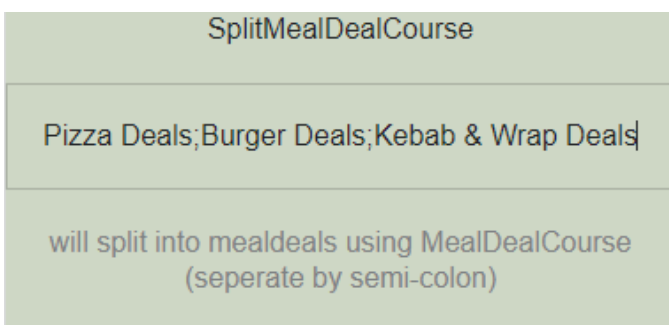 SplitMealDealCourse
Pizza Deals;Burger Deals;Kebab & Wrap Deals
will split into mealdeals using MealDealCourse
(seperate by semi-colon)